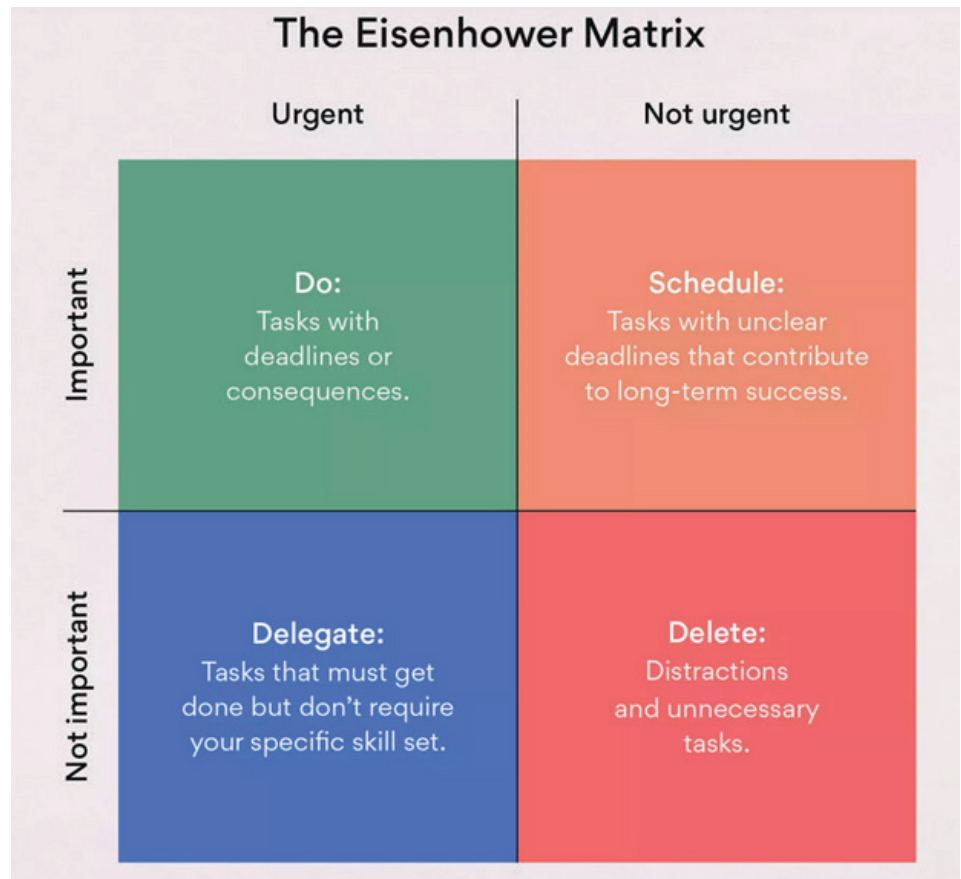 The Eisenhower Matrix
Urgent
Not urgent
Important
Do:
Tasks with
deadlines or
consequences.
Schedule:
Tasks with unclear
deadlines that contribute
to long-term success.
Not important
Delegate:
Tasks that must get
done but don’t require
your specific skill set.
Delete:
Distractions
and unnecessary
tasks.